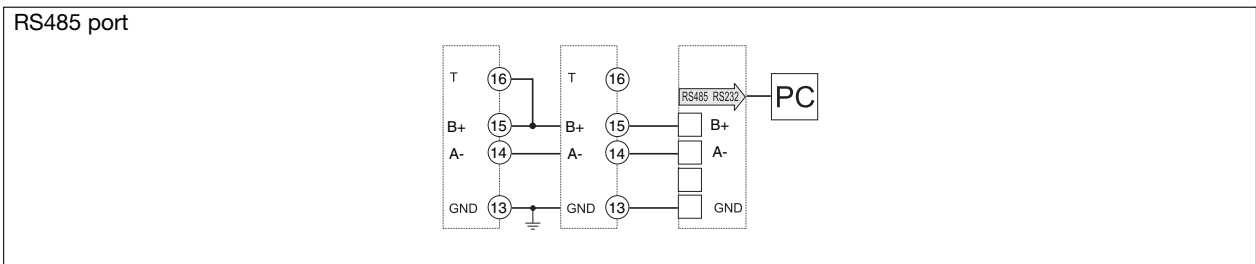 RS485 port
T 16 T 16
RS485 RS232 PC
B+ 15 B+ 15 B+
A- 14 A- 14 A-
GND 13 GND 13 GND